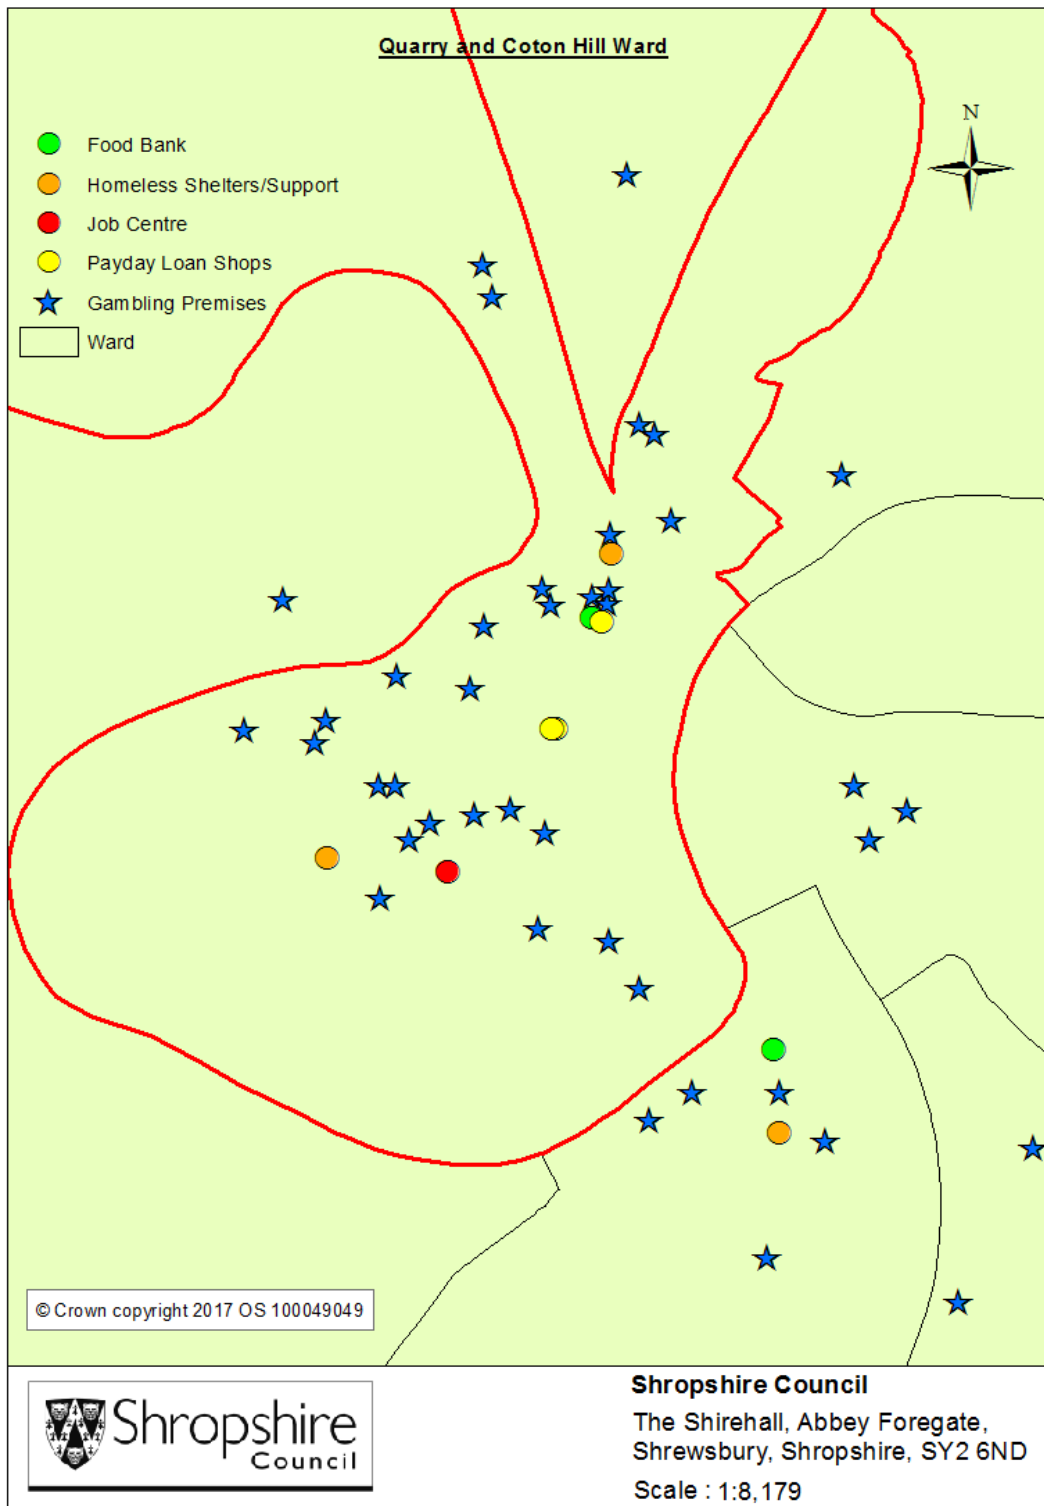 Quarry and Coton Hill Ward
N
Food Bank
Homeless Shelters/Support
Job Centre
Payday Loan Shops
Gambling Premises
Ward
© Crown copyright 2017 OS 100049049
Shropshire
Council
Shropshire Council
The Shirehall, Abbey Foregate,
Shrewsbury, Shropshire, SY2 6ND
Scale : 1:8,179